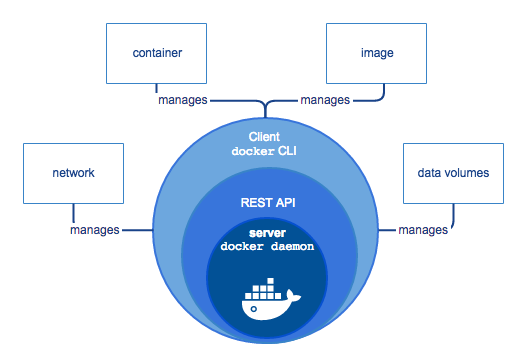 container
image
manages
manages
Client
docker CLI
network
data volumes
REST API
manages
manages
server
docker daemon